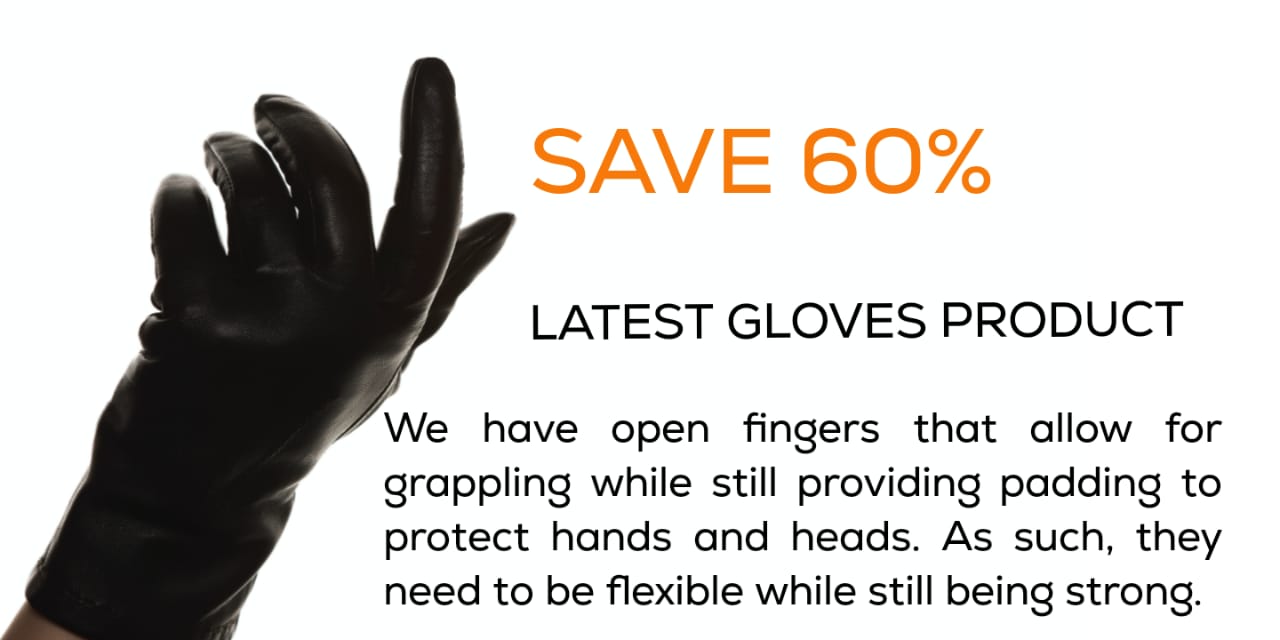 SAVE 60%
LATEST GLOVES PRODUCT
We have open fingers that allow for
grappling while still providing padding to
protect hands and heads. As such, they
need to be flexible while still being strong.